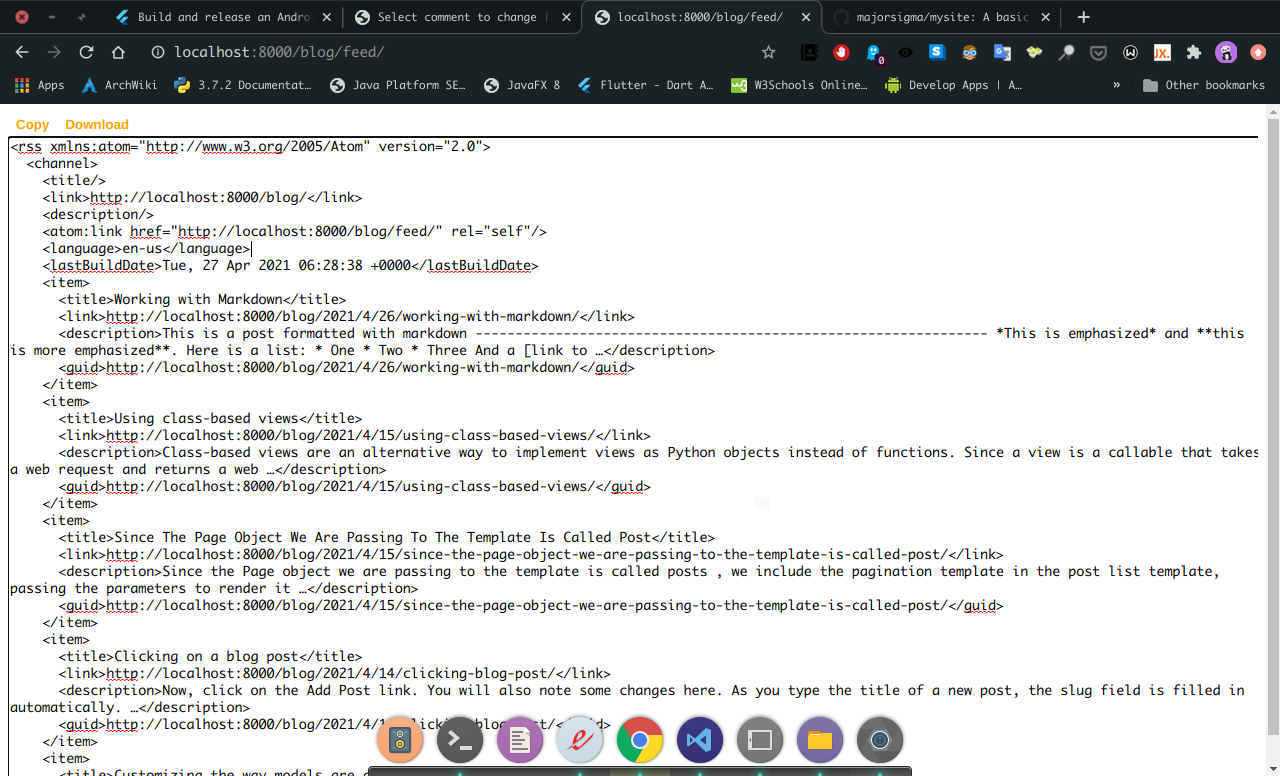 Build and release an Andro
Select comment to change
localhost:8000/blog/feed/
majorsigma/mysite: A basic
localhost:8000/blog/feed/
0
S
W
JX.
Apps
ArchWiki
3.7.2 Documentat…
Java Platform SE…
JavaFX 8
Flutter - Dart A…
W3Schools Online…
Develop Apps | A…
»
Other bookmarks
Copy Download
<rss xmlns:atom="http://www.w3.org/2005/Atom" version="2.0">
<channel>
<title/>
<link>http://localhost:8000/blog/</link>
<description/>
<atom:link href="http://localhost:8000/blog/feed/" rel="self"/>
<language>en-us</language>
<lastBuildDate>Tue, 27 Apr 2021 06:28:38 +0000</lastBuildDate>
<item>
<title>Working with Markdown</title>
<link>http://localhost:8000/blog/2021/4/26/working-with-markdown/</link>
<description>This is a post formatted with markdown ---------------------------------------------------------------- *This is emphasized* and **this
is more emphasized**. Here is a list: * One * Two * Three And a [link to …</description>
<guid>http://localhost:8000/blog/2021/4/26/working-with-markdown/</guid>
</item>
<item>
<title>Using class-based views</title>
<link>http://localhost:8000/blog/2021/4/15/using-class-based-views/</link>
<description>Class-based views are an alternative way to implement views as Python objects instead of functions. Since a view is a callable that takes
a web request and returns a web …</description>
<guid>http://localhost:8000/blog/2021/4/15/using-class-based-views/</guid>
</item>
<item>
<title>Since The Page Object We Are Passing To The Template Is Called Post</title>
<link>http://localhost:8000/blog/2021/4/15/since-the-page-object-we-are-passing-to-the-template-is-called-post/</link>
<description>Since the Page object we are passing to the template is called posts , we include the pagination template in the post list template,
passing the parameters to render it …</description>
<guid>http://localhost:8000/blog/2021/4/15/since-the-page-object-we-are-passing-to-the-template-is-called-post/</guid>
</item>
<item>
<title>Clicking on a blog post</title>
<link>http://localhost:8000/blog/2021/4/14/clicking-blog-post/</link>
<description>Now, click on the Add Post link. You will also note some changes here. As you type the title of a new post, the slug field is filled in
automatically. …</description>
<guid>http://localhost:8000/blog/2021/4/1
</item>
<item>
<title>Customizing the way models are